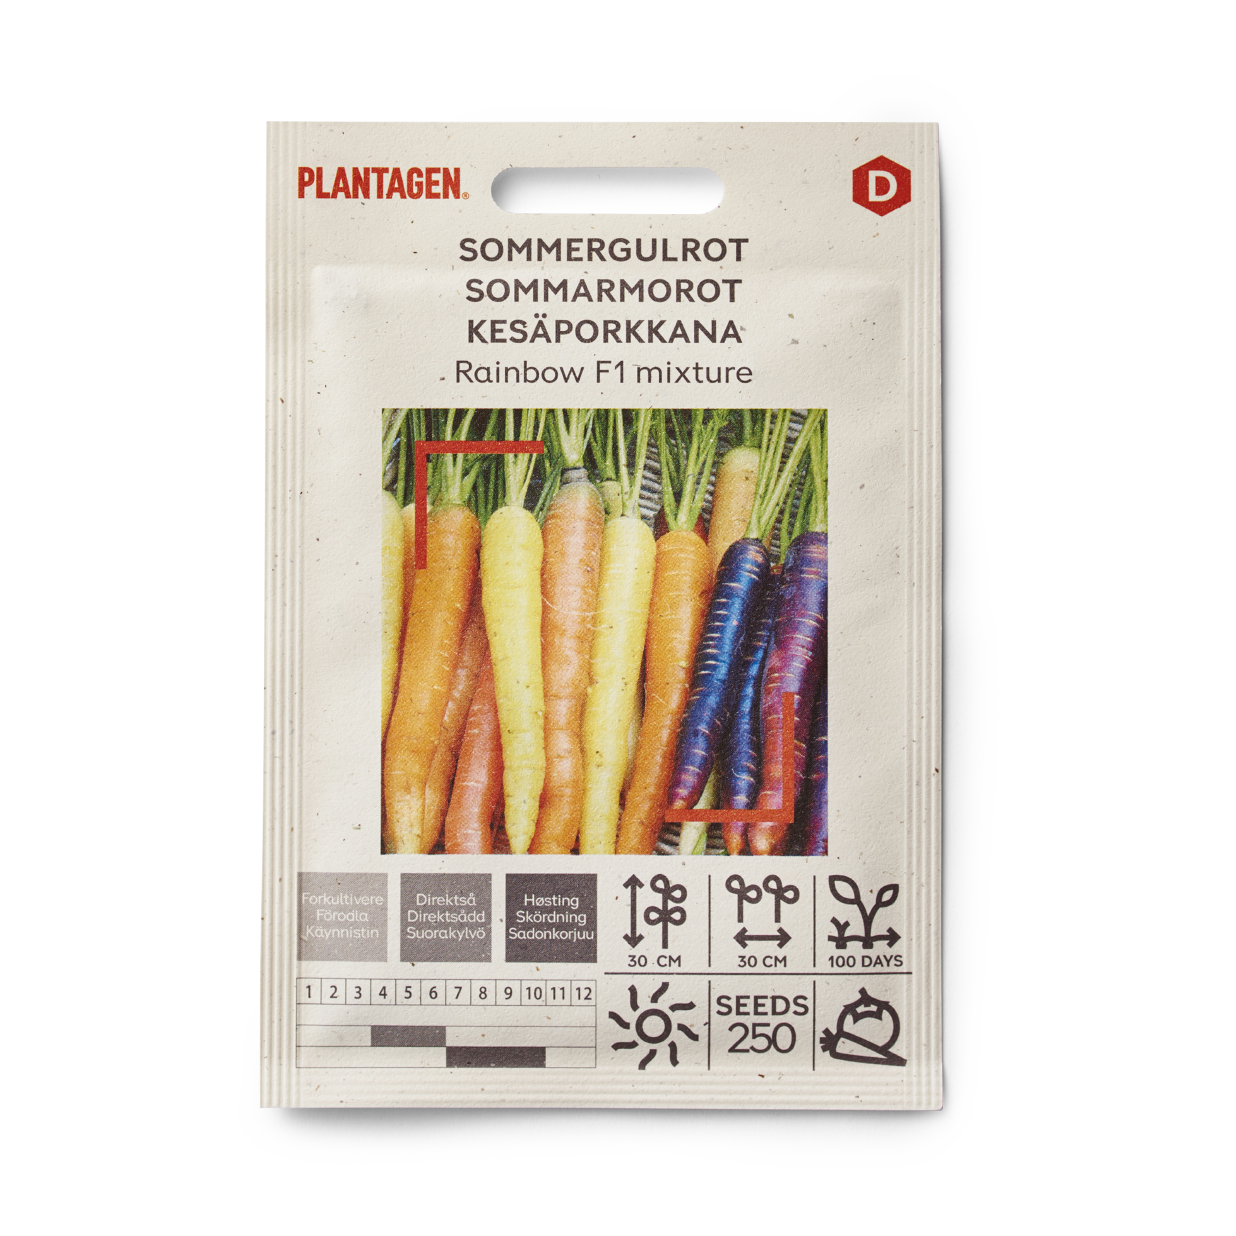 PLANTAGEN®
D
SOMMERGULROT
SOMMARMOROT
KESÄPORKKANA
Rainbow F1 mixture
Forkultivere
Förodla
Käynnistin
Direktså
Direktsådd
Suorakylvö
Høsting
Skördning
Sadonkorjuu
30 CM
30 CM
100 DAYS
1 2 3 4 5 6 7 8 9 10 11 12
SEEDS
250